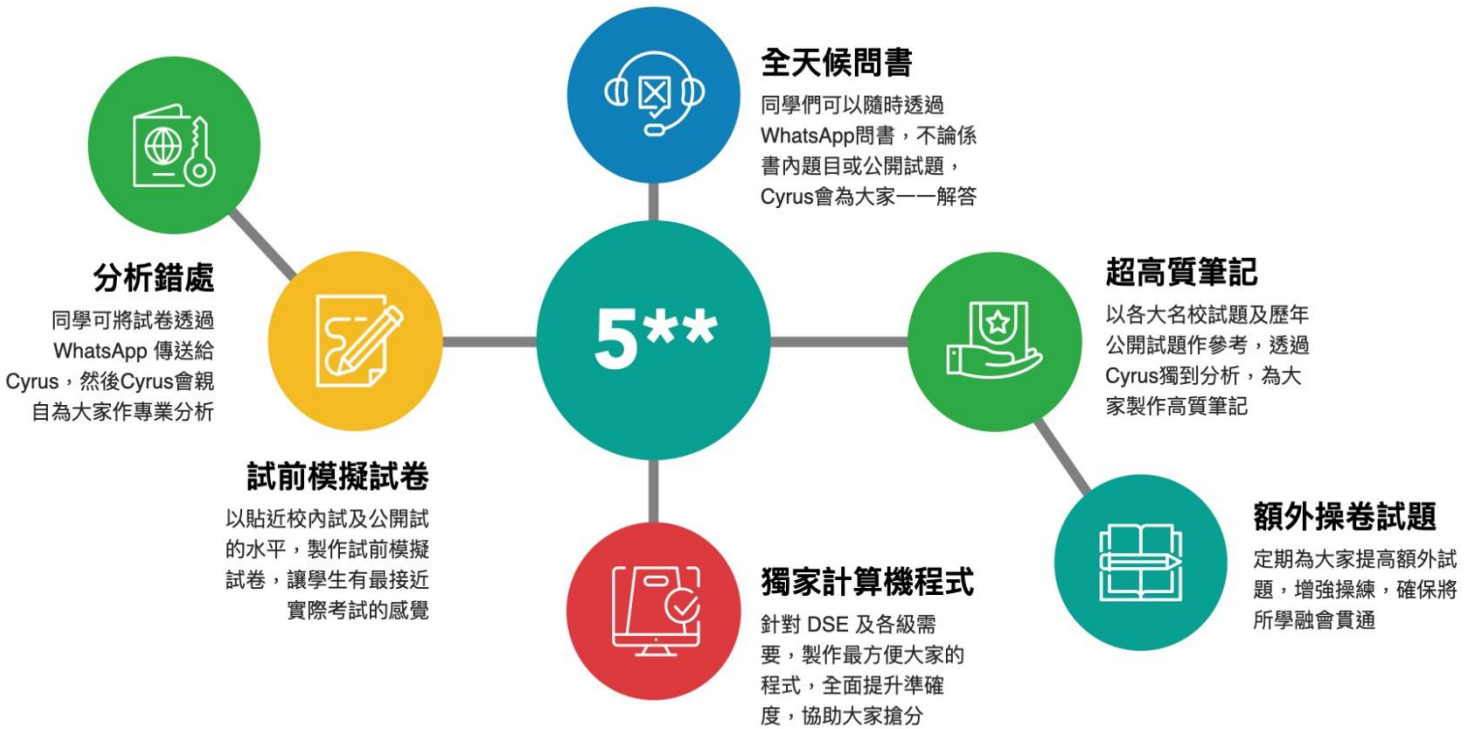 全天候問書
同學們可以隨時透過
WhatsApp問書，不論係
書內題目或公開試題，
Cyrus會為大家一一解答
分析錯處
同學可將試卷透過
WhatsApp 傳送給
Cyrus，然後Cyrus會親
自為大家作專業分析
5**
超高質筆記
以各大名校試題及歷年
公開試題作參考，透過
Cyrus獨到分析，為大
家製作高質筆記
試前模擬試卷
以貼近校內試及公開試
的水平，製作試前模擬
試卷，讓學生有最接近
實際考試的感覺
獨家計算機程式
針對 DSE 及各級需
要，製作最方便大家的
程式，全面提升準確
度，協助大家搶分
額外操卷試題
定期為大家提高額外試
題，增強操練，確保將
所學融會貫通